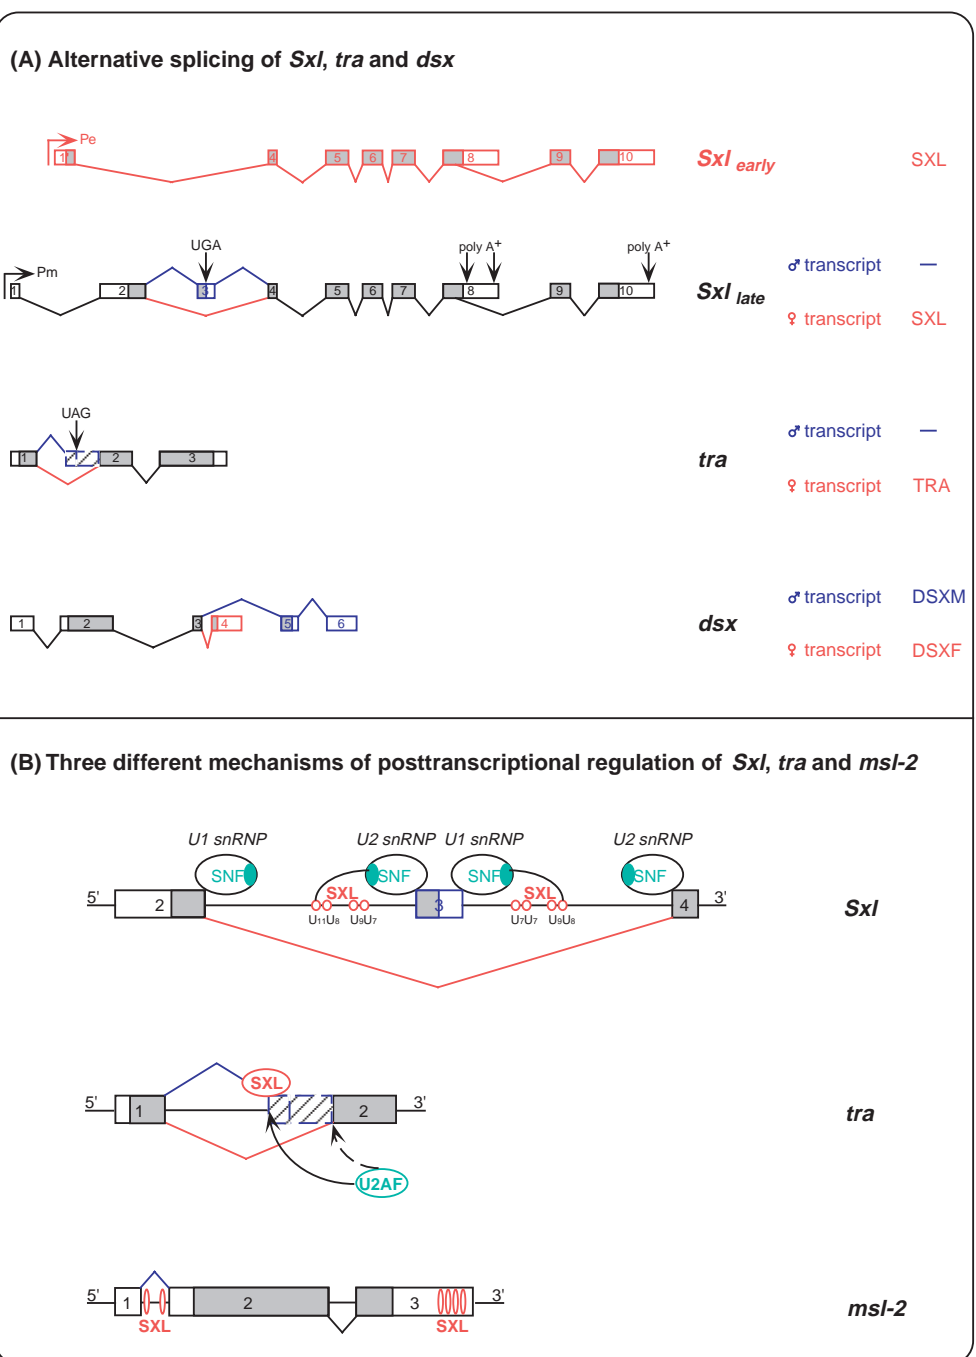 (A) Alternative splicing of Sxl, tra and dsx
Pe
1' 4 5 6 7 8 9 10 Sxl early SXL
UGA poly A+ poly A+
Pm
♂ transcript —
1 2 3 4 5 6 7 8 9 10 Sxl late
♀ transcript SXL
UAG
♂ transcript —
1 2 3 tra
♀ transcript TRA
♂ transcript DSXM
1 2 3 4 5 6 dsx
♀ transcript DSXF
(B) Three different mechanisms of posttranscriptional regulation of Sxl, tra and msl-2
U1 snRNP U2 snRNP U1 snRNP U2 snRNP
SNF SNF SNF SNF
SXL SXL
5' 2 3 4 3' Sxl
U11U8 U9U7 U7U7 U9U8
SXL
5' 1 2 3' tra
U2AF
5' 1 2 3 3' msl-2
SXL SXL